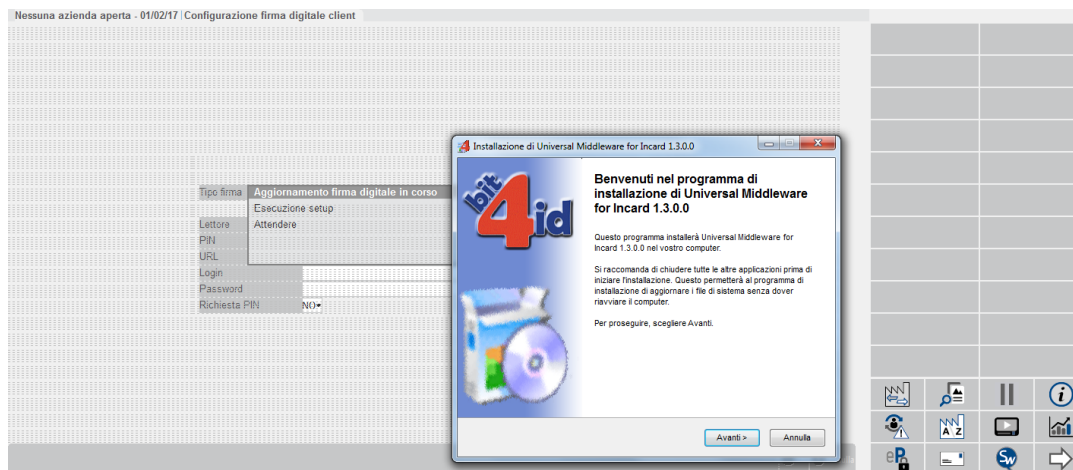 Nessuna azienda aperta - 01/02/17 | Configurazione firma digitale client
Installazione di Universal Middleware for Incard 1.3.0.0
bit 4 id
Benvenuti nel programma di
installazione di Universal Middleware
for Incard 1.3.0.0
Questo programma installerà Universal Middleware for
Incard 1.3.0.0 nel vostro computer.
Si raccomanda di chiudere tutte le altre applicazioni prima di
iniziare l'installazione. Questo permetterà al programma di
installazione di aggiornare i file di sistema senza dover
riavviare il computer.
Per proseguire, scegliere Avanti.
Avanti >
Annulla
Tipo firma
Aggiornamento firma digitale in corso
Esecuzione setup
Lettore
Attendere
PIN
URL
Login
Password
Richiesta PIN
N()
A Z
eP
Sw